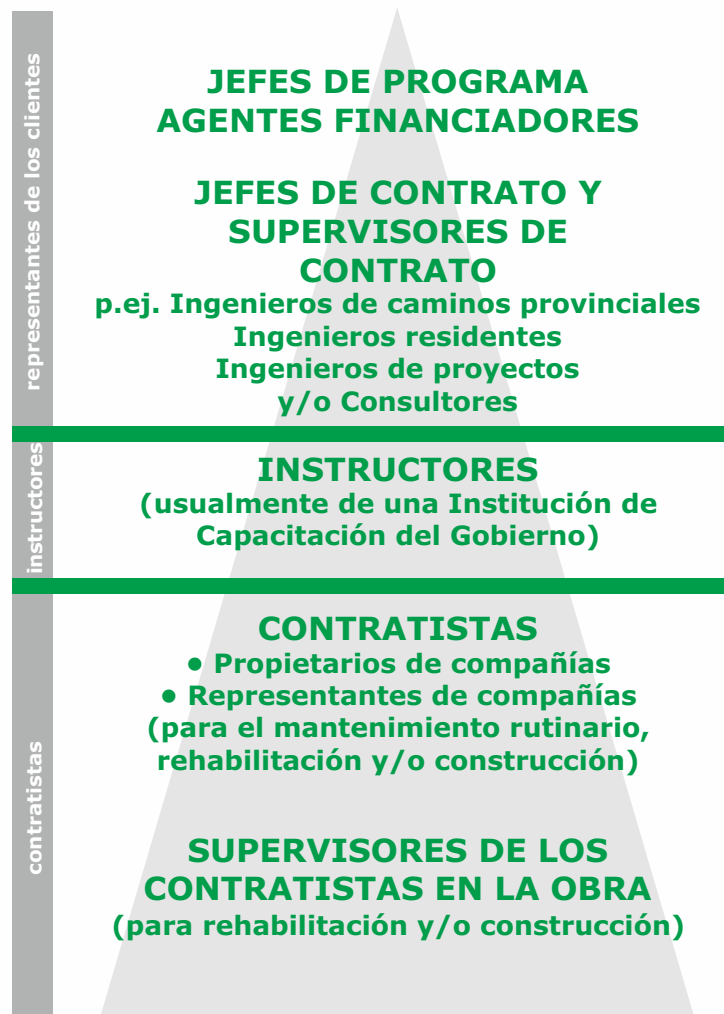 representantes de los clientes
JEFES DE PROGRAMA
AGENTES FINANCIADORES
JEFES DE CONTRATO Y
SUPERVISORES DE
CONTRATO
p.ej. Ingenieros de caminos provinciales
Ingenieros residentes
Ingenieros de proyectos
y/o Consultores
instructores
INSTRUCTORES
(usualmente de una Institución de
Capacitación del Gobierno)
contratistas
CONTRATISTAS
• Propietarios de compañías
• Representantes de compañías
(para el mantenimiento rutinario,
rehabilitación y/o construcción)
SUPERVISORES DE LOS
CONTRATISTAS EN LA OBRA
(para rehabilitación y/o construcción)